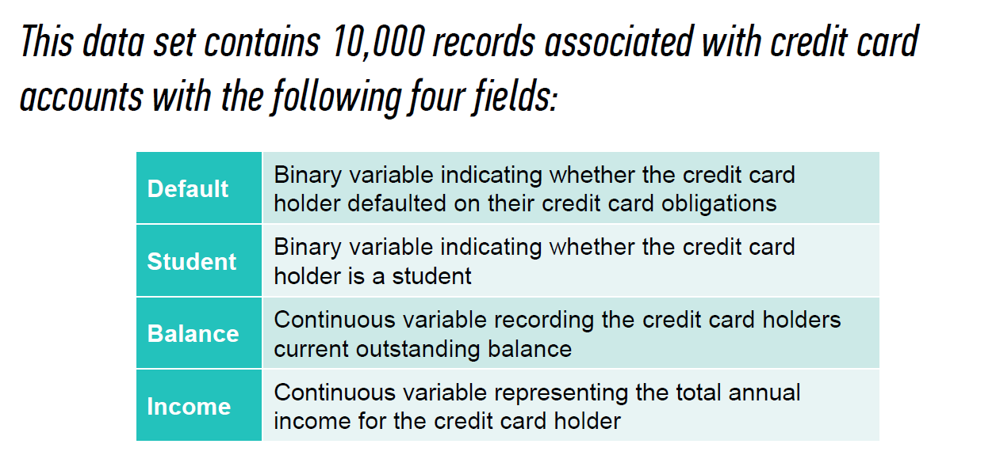 This data set contains 10,000 records associated with credit card
accounts with the following four fields:
Default
Binary variable indicating whether the credit card
holder defaulted on their credit card obligations
Student
Binary variable indicating whether the credit card
holder is a student
Balance
Continuous variable recording the credit card holders
current outstanding balance
Income
Continuous variable representing the total annual
income for the credit card holder